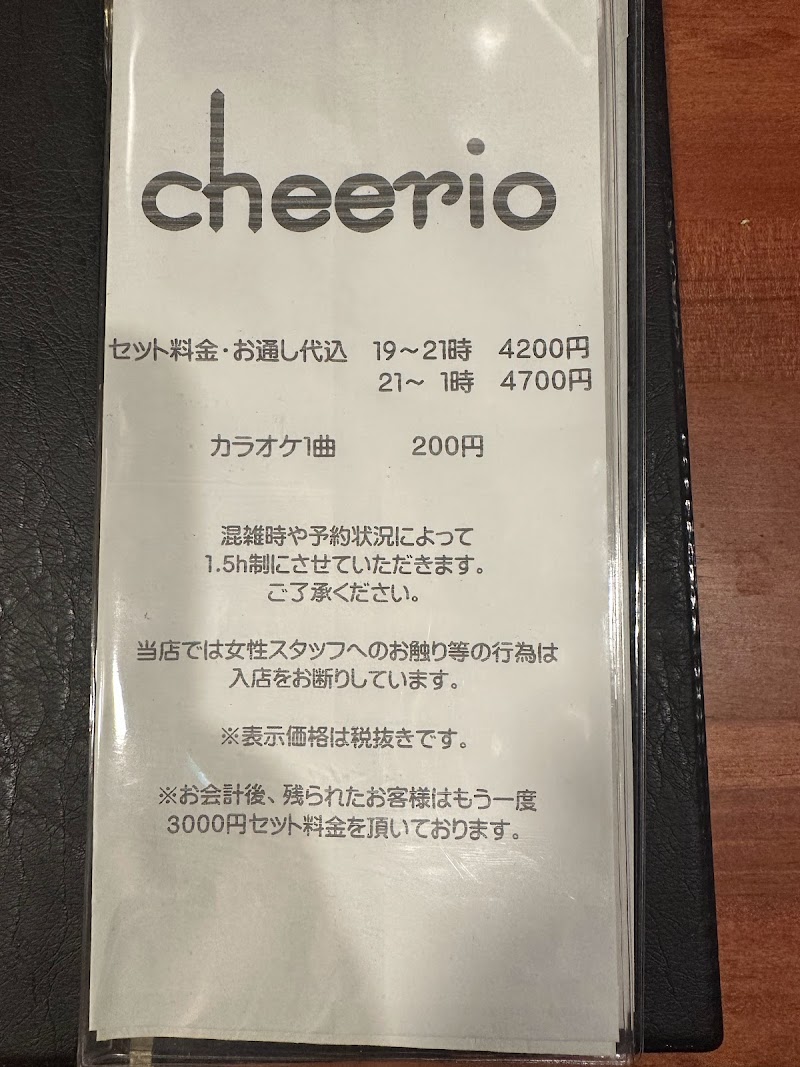 cheerio
セット料金・お通し代込 19～21時 4200円
21～ 1時 4700円
カラオケ1曲 200円
混雑時や予約状況によって
1.5h制にさせていただきます。
ご了承ください。
当店では女性スタッフへのお触り等の行為は
入店をお断りしています。
※表示価格は税抜きです。
※お会計後、残られたお客様はもう一度
3000円セット料金を頂いております。